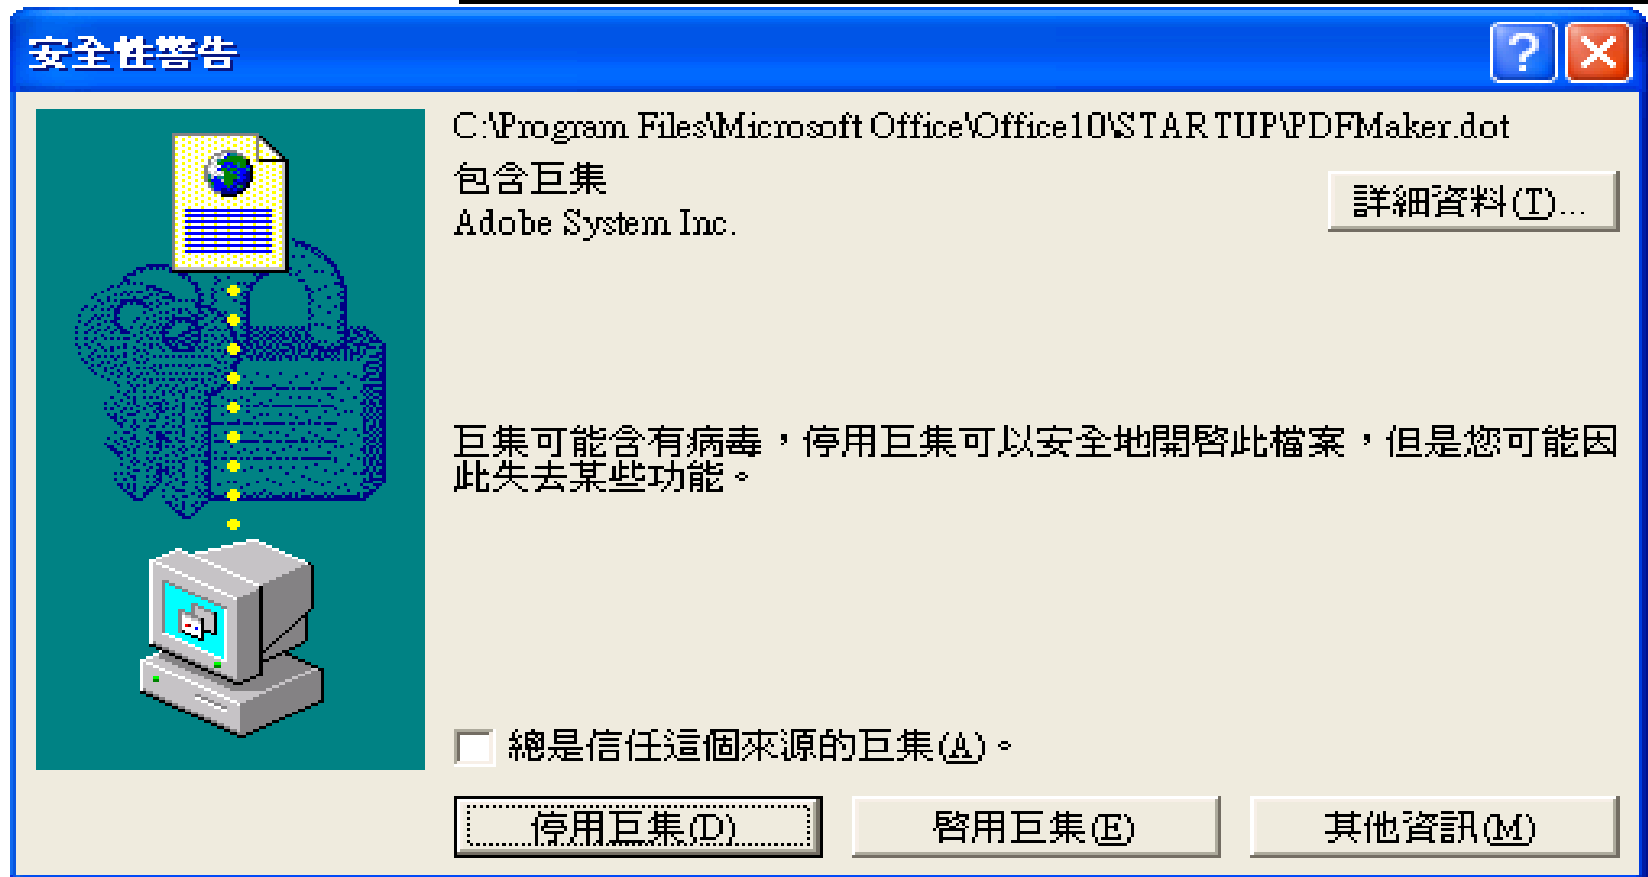 安全性警告
C:\Program Files\Microsoft Office\Office10\STARTUP\PDFMaker.dot
包含巨集
詳細資料(T)...
Adobe System Inc.
巨集可能含有病毒，停用巨集可以安全地開啓此檔案，但是您可能因
此失去某些功能。
總是信任這個來源的巨集(A)。
停用巨集(D)
啓用巨集(E)
其他資訊(M)